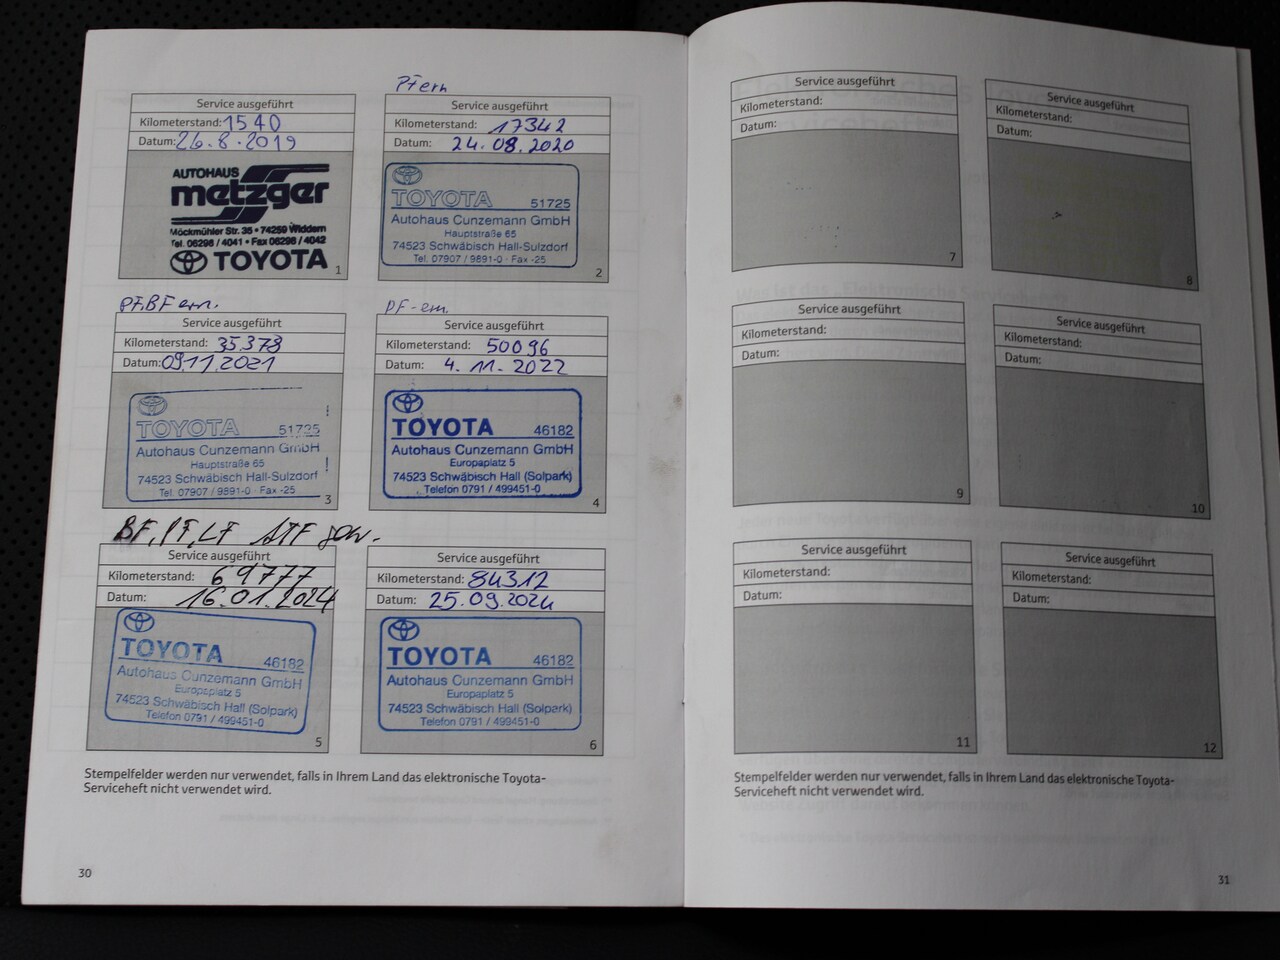 PF ern
Service ausgeführt
Kilometerstand: 1540
Datum: 26.8.2019
AUTOHAUS
metzger
Möckmühler Str. 35 • 74259 Widdern
Tel. 06298 / 4041 • Fax 06298 / 4042
TOYOTA
1
Service ausgeführt
Kilometerstand: 17342
Datum: 24.08.2020
TOYOTA 51725
Autohaus Cunzemann GmbH
Hauptstraße 65
74523 Schwäbisch Hall-Sulzdorf
Tel. 07907 / 9891-0 · Fax -25
2
PF,BF ern.
Service ausgeführt
Kilometerstand: 35378
Datum: 09.11.2021
TOYOTA 51725
Autohaus Cunzemann GmbH
Hauptstraße 65
74523 Schwäbisch Hall-Sulzdorf
Tel. 07907 / 9891-0 · Fax -25
3
PF-ern.
Service ausgeführt
Kilometerstand: 50096
Datum: 4.11.2022
TOYOTA 46182
Autohaus Cunzemann GmbH
Europaplatz 5
74523 Schwäbisch Hall (Solpark)
Telefon 0791 / 499451-0
4
BF, PF, LF
Service ausgeführt
Kilometerstand: 69777
Datum: 16.01.2024
TOYOTA 46182
Autohaus Cunzemann GmbH
Europaplatz 5
74523 Schwäbisch Hall (Solpark)
Telefon 0791 / 499451-0
5
Service ausgeführt
Kilometerstand: 84312
Datum: 25.09.2024
TOYOTA 46182
Autohaus Cunzemann GmbH
Europaplatz 5
74523 Schwäbisch Hall (Solpark)
Telefon 0791 / 499451-0
6
Stempelfelder werden nur verwendet, falls in Ihrem Land das elektronische Toyota-
Serviceheft nicht verwendet wird.
30
Service ausgeführt
Kilometerstand:
Datum:
7
Service ausgeführt
Kilometerstand:
Datum:
8
Service ausgeführt
Kilometerstand:
Datum:
9
Service ausgeführt
Kilometerstand:
Datum:
10
Service ausgeführt
Kilometerstand:
Datum:
11
Service ausgeführt
Kilometerstand:
Datum:
12
Stempelfelder werden nur verwendet, falls in Ihrem Land das elektronische Toyota-
Serviceheft nicht verwendet wird.
31